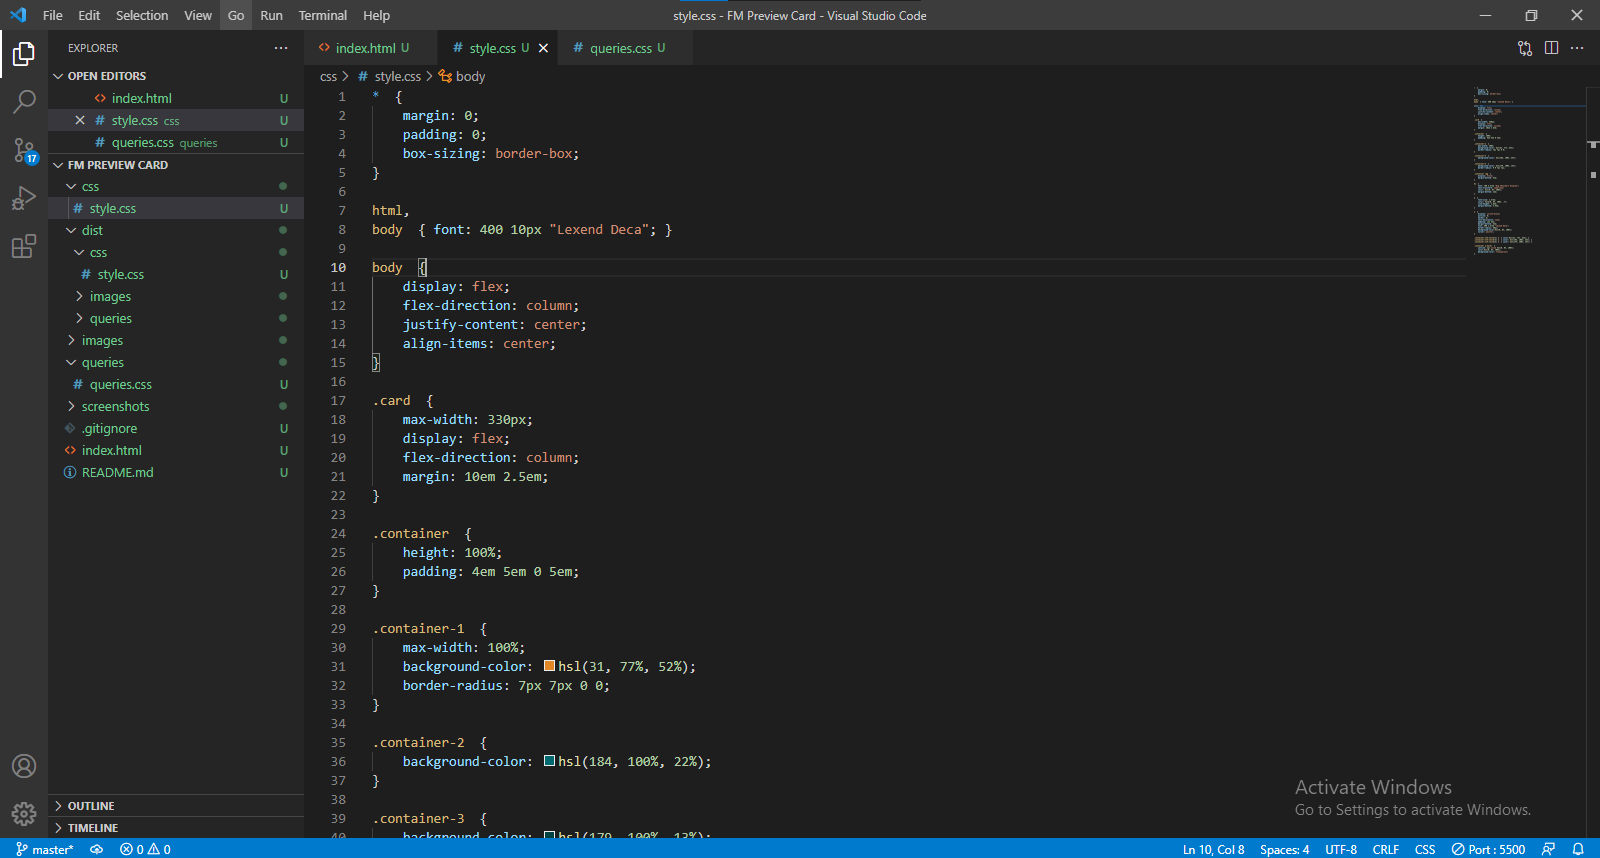 File Edit Selection View Go Run Terminal Help
style.css - FM Preview Card - Visual Studio Code
EXPLORER
OPEN EDITORS
index.html U
style.css css U
queries.css queries U
FM PREVIEW CARD
css
style.css U
dist
css
style.css U
images
queries
images
queries
queries.css U
screenshots
.gitignore U
index.html U
README.md U
OUTLINE
TIMELINE
17
index.html U
# style.css U
# queries.css U
css > # style.css > body
1 * {
2 margin: 0;
3 padding: 0;
4 box-sizing: border-box;
5 }
6
7 html,
8 body { font: 400 10px "Lexend Deca"; }
9
10 body {
11 display: flex;
12 flex-direction: column;
13 justify-content: center;
14 align-items: center;
15 }
16
17 .card {
18 max-width: 330px;
19 display: flex;
20 flex-direction: column;
21 margin: 10em 2.5em;
22 }
23
24 .container {
25 height: 100%;
26 padding: 4em 5em 0 5em;
27 }
28
29 .container-1 {
30 max-width: 100%;
31 background-color: hsl(31, 77%, 52%);
32 border-radius: 7px 7px 0 0;
33 }
34
35 .container-2 {
36 background-color: hsl(184, 100%, 22%);
37 }
38
39 .container-3 {
40 background-color: hsl(179, 100%, 13%);
Activate Windows
Go to Settings to activate Windows.
master* 0 0
Ln 10, Col 8 Spaces: 4 UTF-8 CRLF CSS Port : 5500